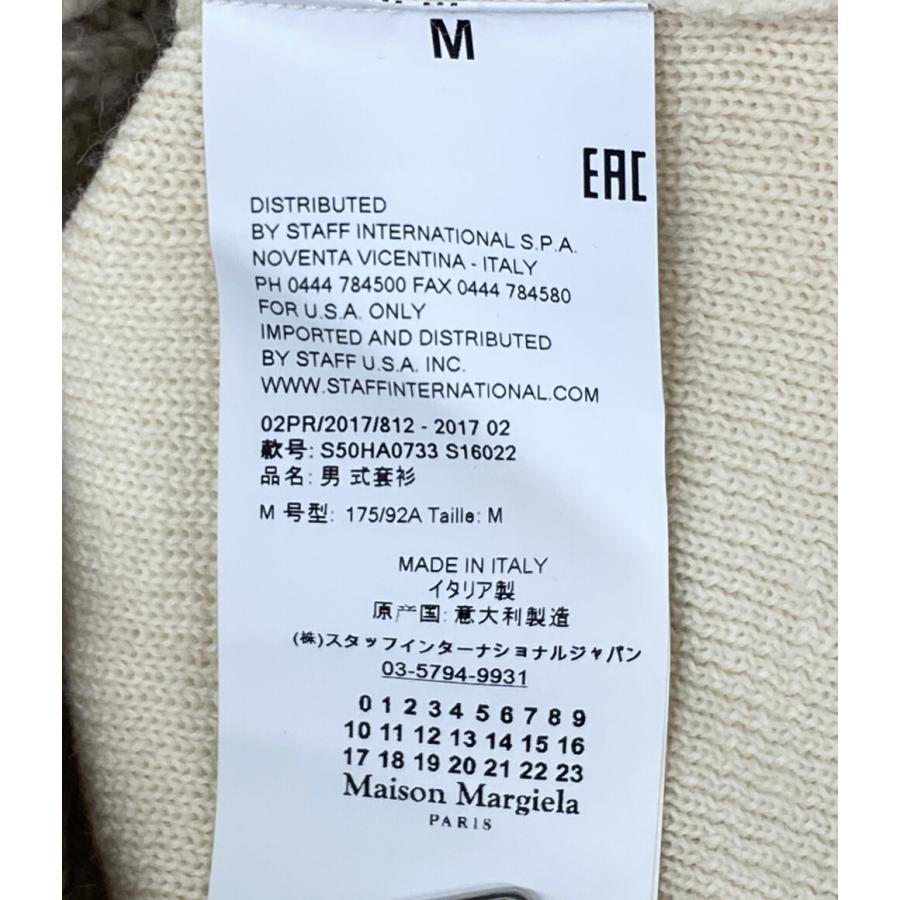 M
EAC
DISTRIBUTED
BY STAFF INTERNATIONAL S.P.A.
NOVENTA VICENTINA - ITALY
PH 0444 784500 FAX 0444 784580
FOR U.S.A. ONLY
IMPORTED AND DISTRIBUTED
BY STAFF U.S.A. INC.
WWW.STAFFINTERNATIONAL.COM
02PR/2017/812 - 2017 02
款号: S50HA0733 S16022
品名: 男 式套衫
M 号型: 175/92A Taille: M
MADE IN ITALY
イタリア製
原产国: 意大利製造
(株)スタッフインターナショナルジャパン
03-5794-9931
0 1 2 3 4 5 6 7 8 9
10 11 12 13 14 15 16
17 18 19 20 21 22 23
Maison Margiela
PARIS